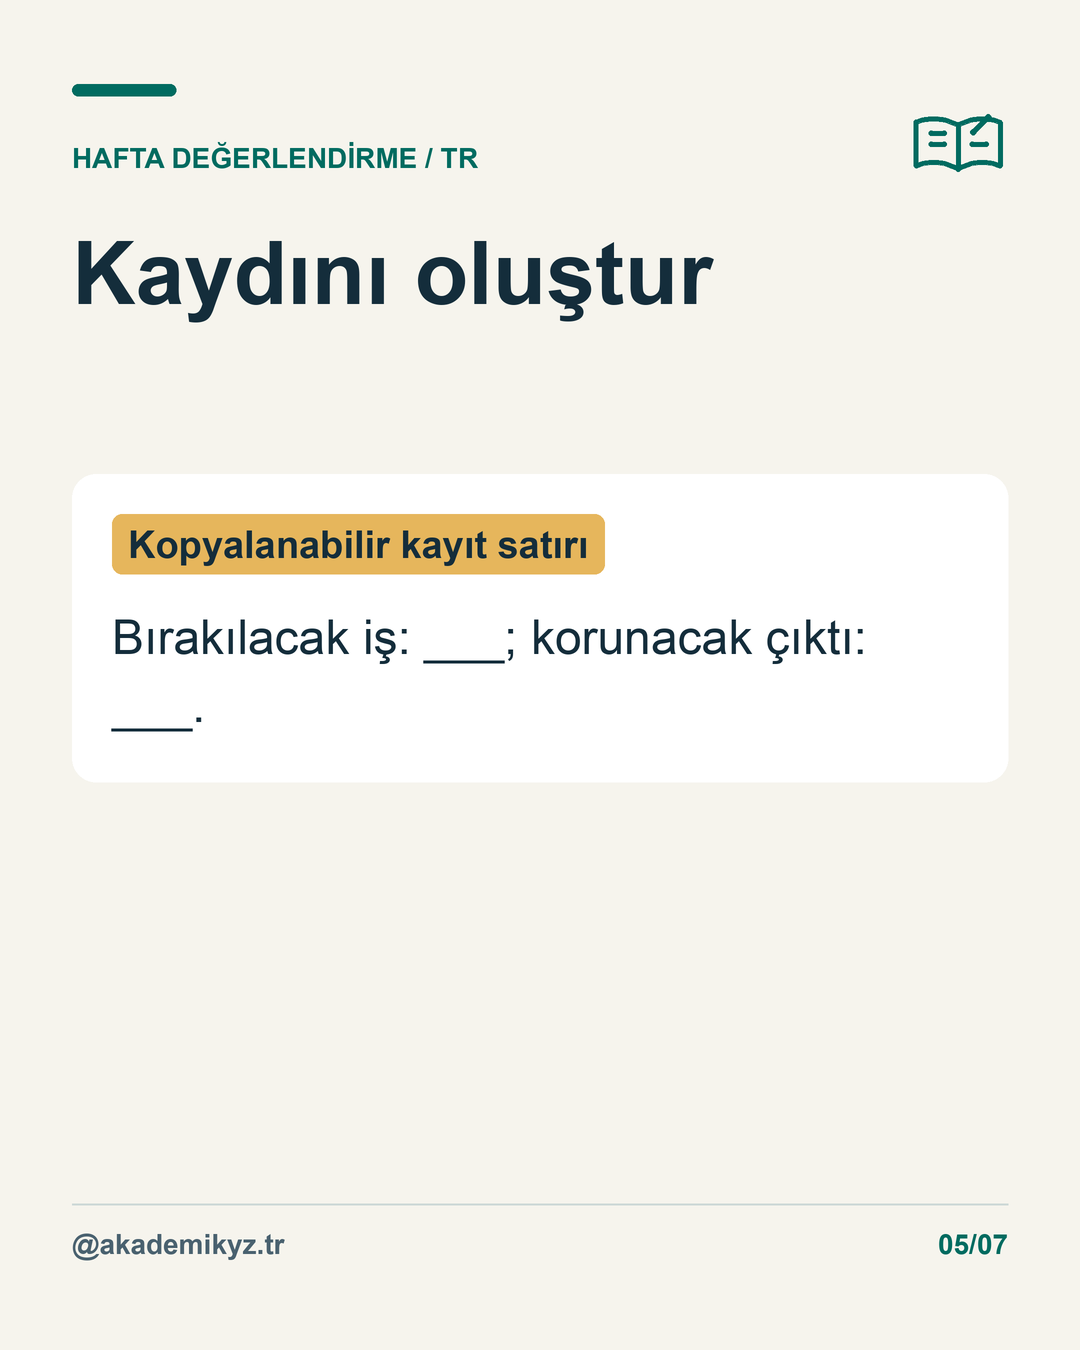 HAFTA DEĞERLENDİRME / TR
Kaydını oluştur
Kopyalanabilir kayıt satırı
Bırakılacak iş: ___; korunacak çıktı:
___.
@akademikyz.tr
05/07